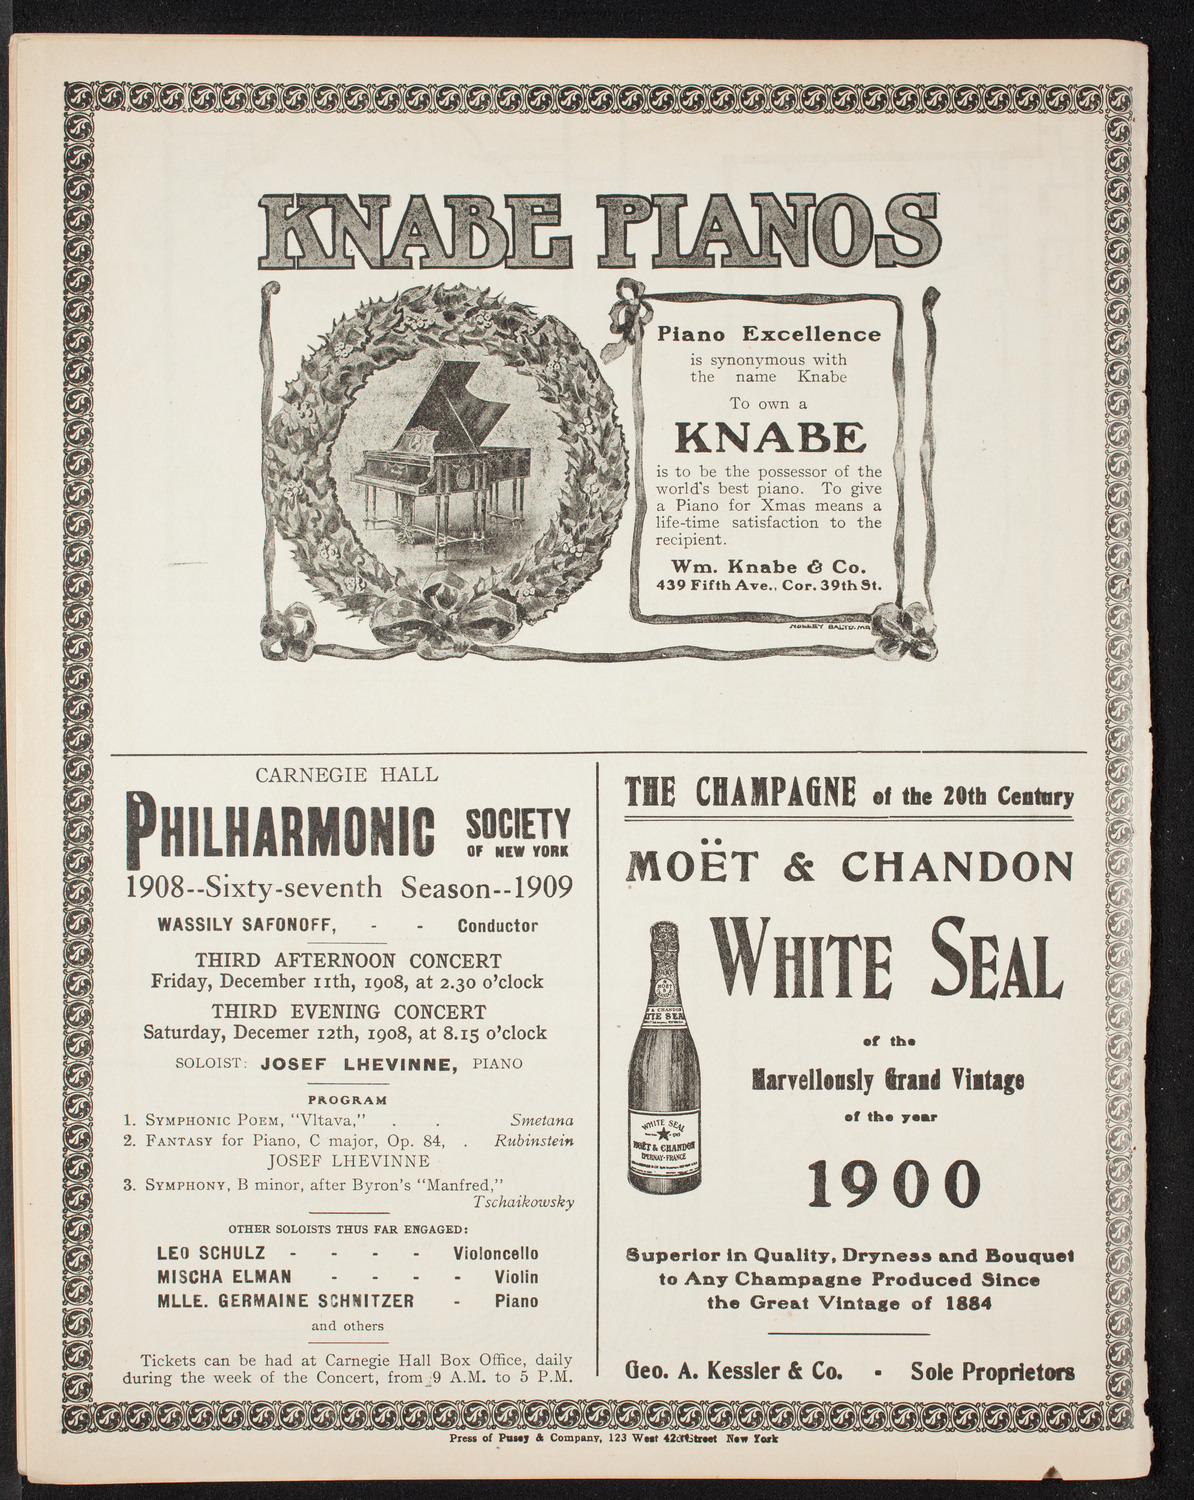 KNABE PIANOS
Piano Excellence
is synonymous with
the name Knabe
To own a
KNABE
is to be the possessor of the
world's best piano. To give
a Piano for Xmas means a
life-time satisfaction to the
recipient.
Wm. Knabe & Co.
439 Fifth Ave., Cor. 39th St.
CARNEGIE HALL
PHILHARMONIC SOCIETY
OF NEW YORK
1908--Sixty-seventh Season--1909
WASSILY SAFONOFF, - - Conductor
THIRD AFTERNOON CONCERT
Friday, December 11th, 1908, at 2.30 o'clock
THIRD EVENING CONCERT
Saturday, Decemer 12th, 1908, at 8.15 o'clock
SOLOIST: JOSEF LHEVINNE, PIANO
PROGRAM
1. SYMPHONIC POEM, "Vltava," . . Smetana
2. FANTASY for Piano, C major, Op. 84, . Rubinstein
JOSEF LHEVINNE
3. SYMPHONY, B minor, after Byron's "Manfred,"
Tschaikowsky
OTHER SOLOISTS THUS FAR ENGAGED:
LEO SCHULZ - - - - Violoncello
MISCHA ELMAN - - - - Violin
MLLE. GERMAINE SCHNITZER - Piano
and others
Tickets can be had at Carnegie Hall Box Office, daily
during the week of the Concert, from 9 A.M. to 5 P.M.
THE CHAMPAGNE of the 20th Century
MOËT & CHANDON
WHITE SEAL
WHITE SEAL
MOËT & CHANDON
EPERNAY-FRANCE
of the
Marvellously Grand Vintage
of the year
1900
Superior in Quality, Dryness and Bouquet
to Any Champagne Produced Since
the Great Vintage of 1884
Geo. A. Kessler & Co. - Sole Proprietors
Press of Pusey & Company, 123 West 42d Street New York